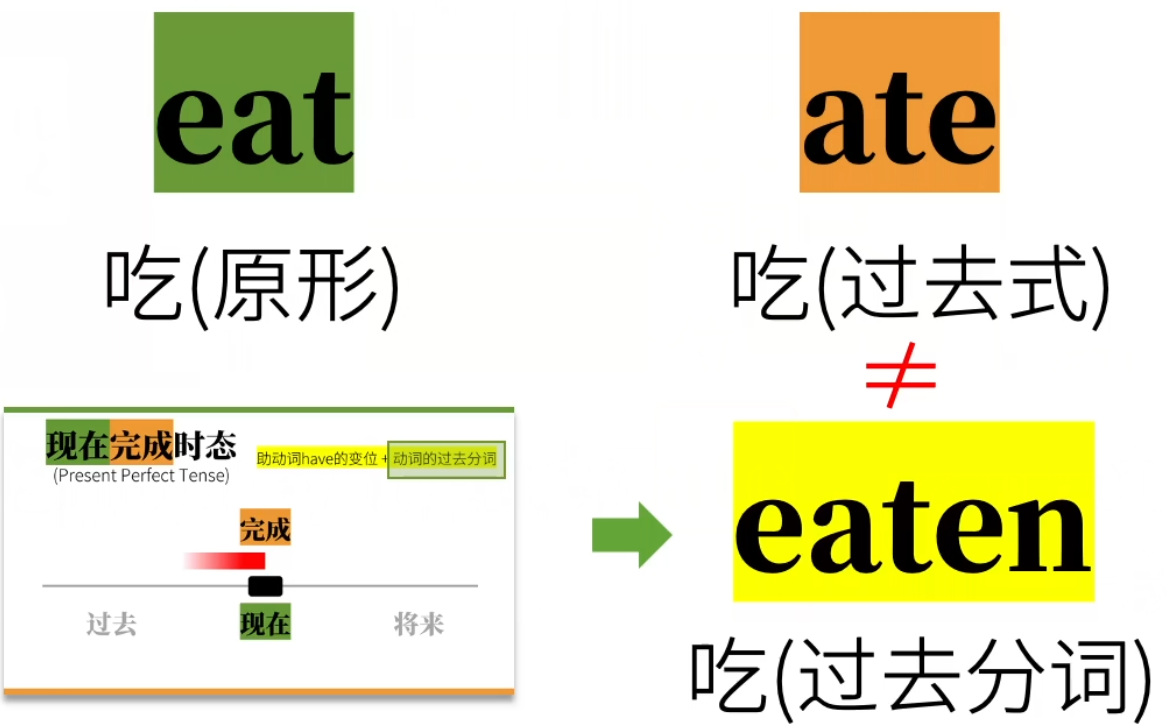 eat
ate
吃(原形)
吃(过去式)
≠
现在完成时态
(Present Perfect Tense)
助动词have的变位 + 动词的过去分词
完成
过去
现在
将来
eaten
吃(过去分词)